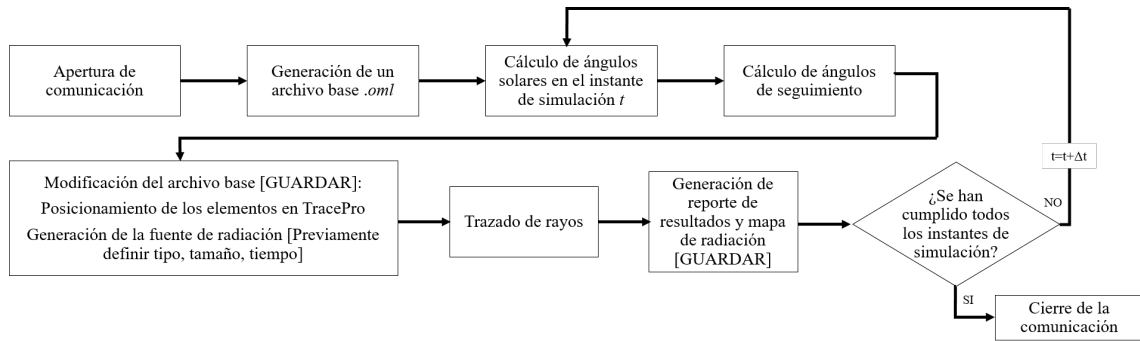 Apertura de
comunicación
Generación de un
archivo base .oml
Cálculo de ángulos
solares en el instante
de simulación t
Cálculo de ángulos
de seguimiento
Modificación del archivo base [GUARDAR]:
Posicionamiento de los elementos en TracePro
Generación de la fuente de radiación [Previamente
definir tipo, tamaño, tiempo]
Trazado de rayos
Generación de
reporte de
resultados y mapa
de radiación
[GUARDAR]
¿Se han
cumplido todos
los instantes de
simulación?
NO
t=t+Δt
SI
Cierre de la
comunicación